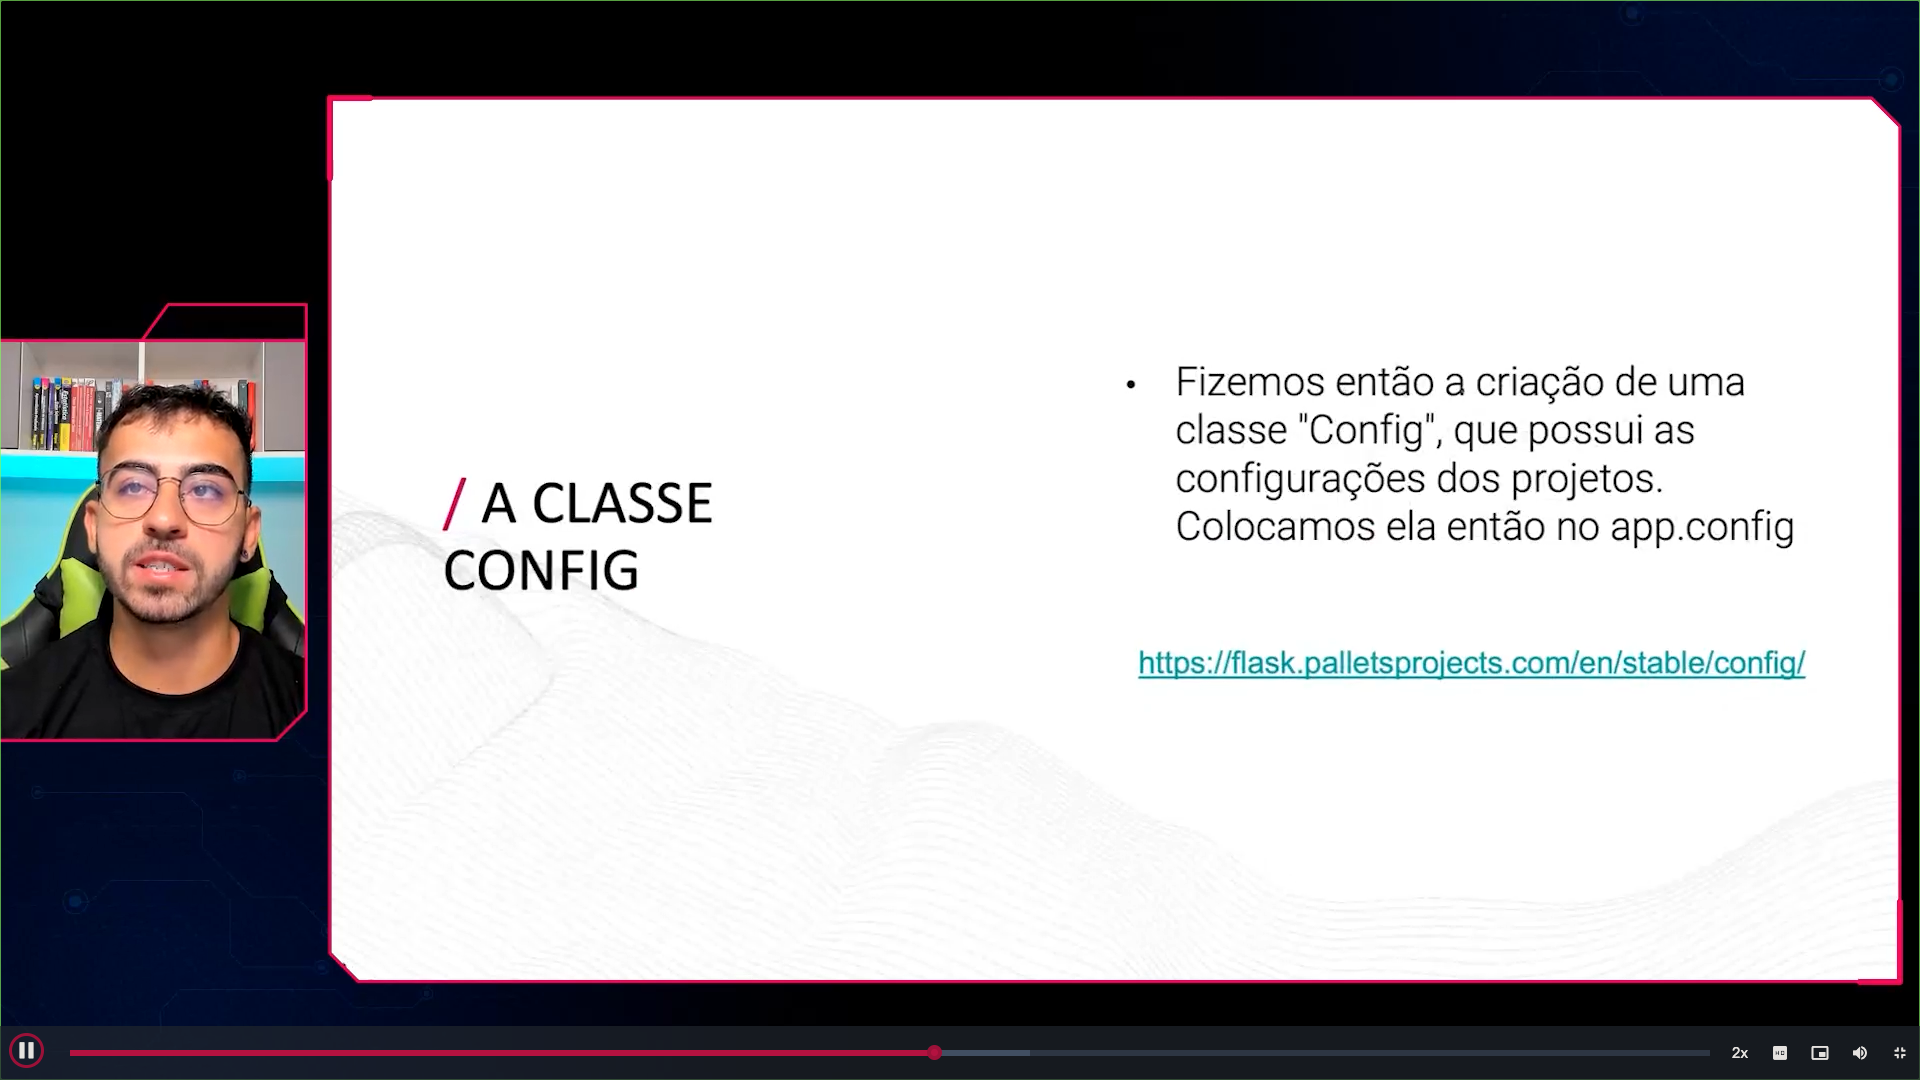 / A CLASSE
CONFIG
• Fizemos então a criação de uma
classe "Config", que possui as
configurações dos projetos.
Colocamos ela então no app.config
https://flask.palletsprojects.com/en/stable/config/
2x
HD